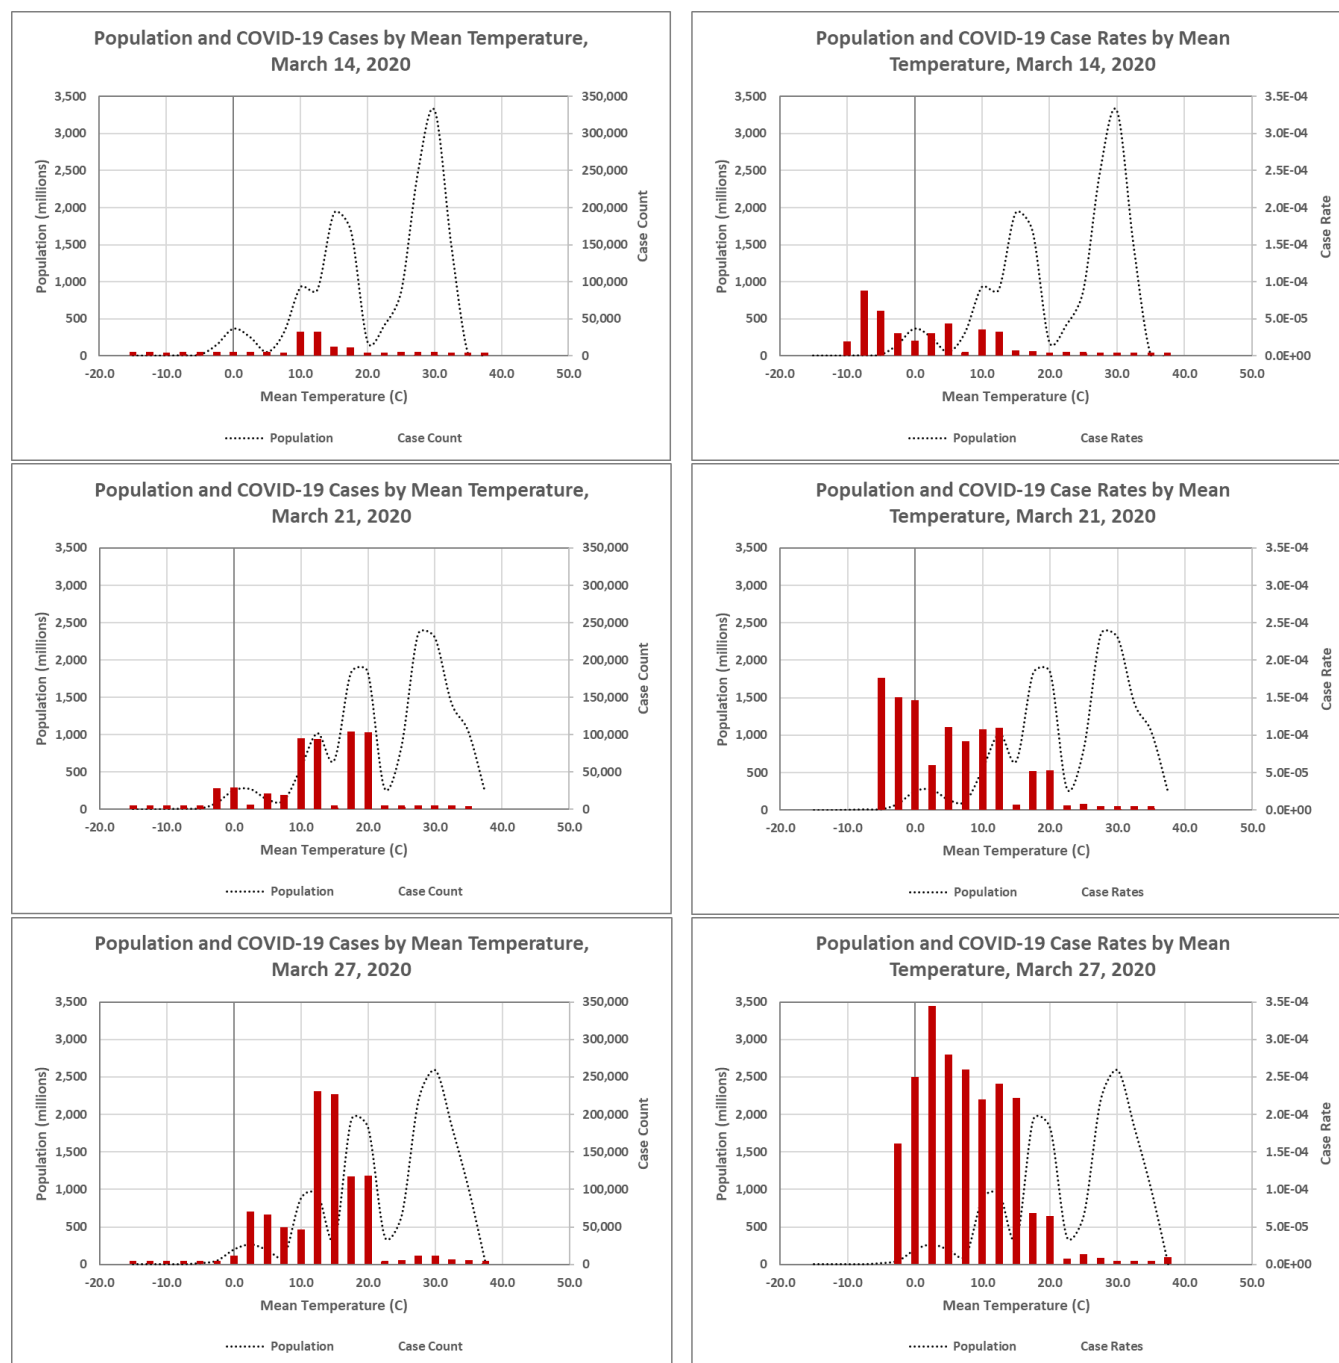 Population and COVID-19 Cases by Mean Temperature,
March 14, 2020
3,500
3,000
2,500
2,000
1,500
1,000
500
0
Population (millions)
350,000
300,000
250,000
200,000
150,000
100,000
50,000
0
Case Count
-20.0 -10.0 0.0 10.0 20.0 30.0 40.0 50.0
Mean Temperature (C)
Population Case Count
Population and COVID-19 Case Rates by Mean
Temperature, March 14, 2020
3,500
3,000
2,500
2,000
1,500
1,000
500
0
Population (millions)
3.5E-04
3.0E-04
2.5E-04
2.0E-04
1.5E-04
1.0E-04
5.0E-05
0.0E+00
Case Rate
-20.0 -10.0 0.0 10.0 20.0 30.0 40.0 50.0
Mean Temperature (C)
Population Case Rates
Population and COVID-19 Cases by Mean Temperature,
March 21, 2020
3,500
3,000
2,500
2,000
1,500
1,000
500
0
Population (millions)
350,000
300,000
250,000
200,000
150,000
100,000
50,000
0
Case Count
-20.0 -10.0 0.0 10.0 20.0 30.0 40.0 50.0
Mean Temperature (C)
Population Case Count
Population and COVID-19 Case Rates by Mean
Temperature, March 21, 2020
3,500
3,000
2,500
2,000
1,500
1,000
500
0
Population (millions)
3.5E-04
3.0E-04
2.5E-04
2.0E-04
1.5E-04
1.0E-04
5.0E-05
0.0E+00
Case Rate
-20.0 -10.0 0.0 10.0 20.0 30.0 40.0 50.0
Mean Temperature (C)
Population Case Rates
Population and COVID-19 Cases by Mean Temperature,
March 27, 2020
3,500
3,000
2,500
2,000
1,500
1,000
500
0
Population (millions)
350,000
300,000
250,000
200,000
150,000
100,000
50,000
0
Case Count
-20.0 -10.0 0.0 10.0 20.0 30.0 40.0 50.0
Mean Temperature (C)
Population Case Count
Population and COVID-19 Case Rates by Mean
Temperature, March 27, 2020
3,500
3,000
2,500
2,000
1,500
1,000
500
0
Population (millions)
3.5E-04
3.0E-04
2.5E-04
2.0E-04
1.5E-04
1.0E-04
5.0E-05
0.0E+00
Case Rate
-20.0 -10.0 0.0 10.0 20.0 30.0 40.0 50.0
Mean Temperature (C)
Population Case Rates